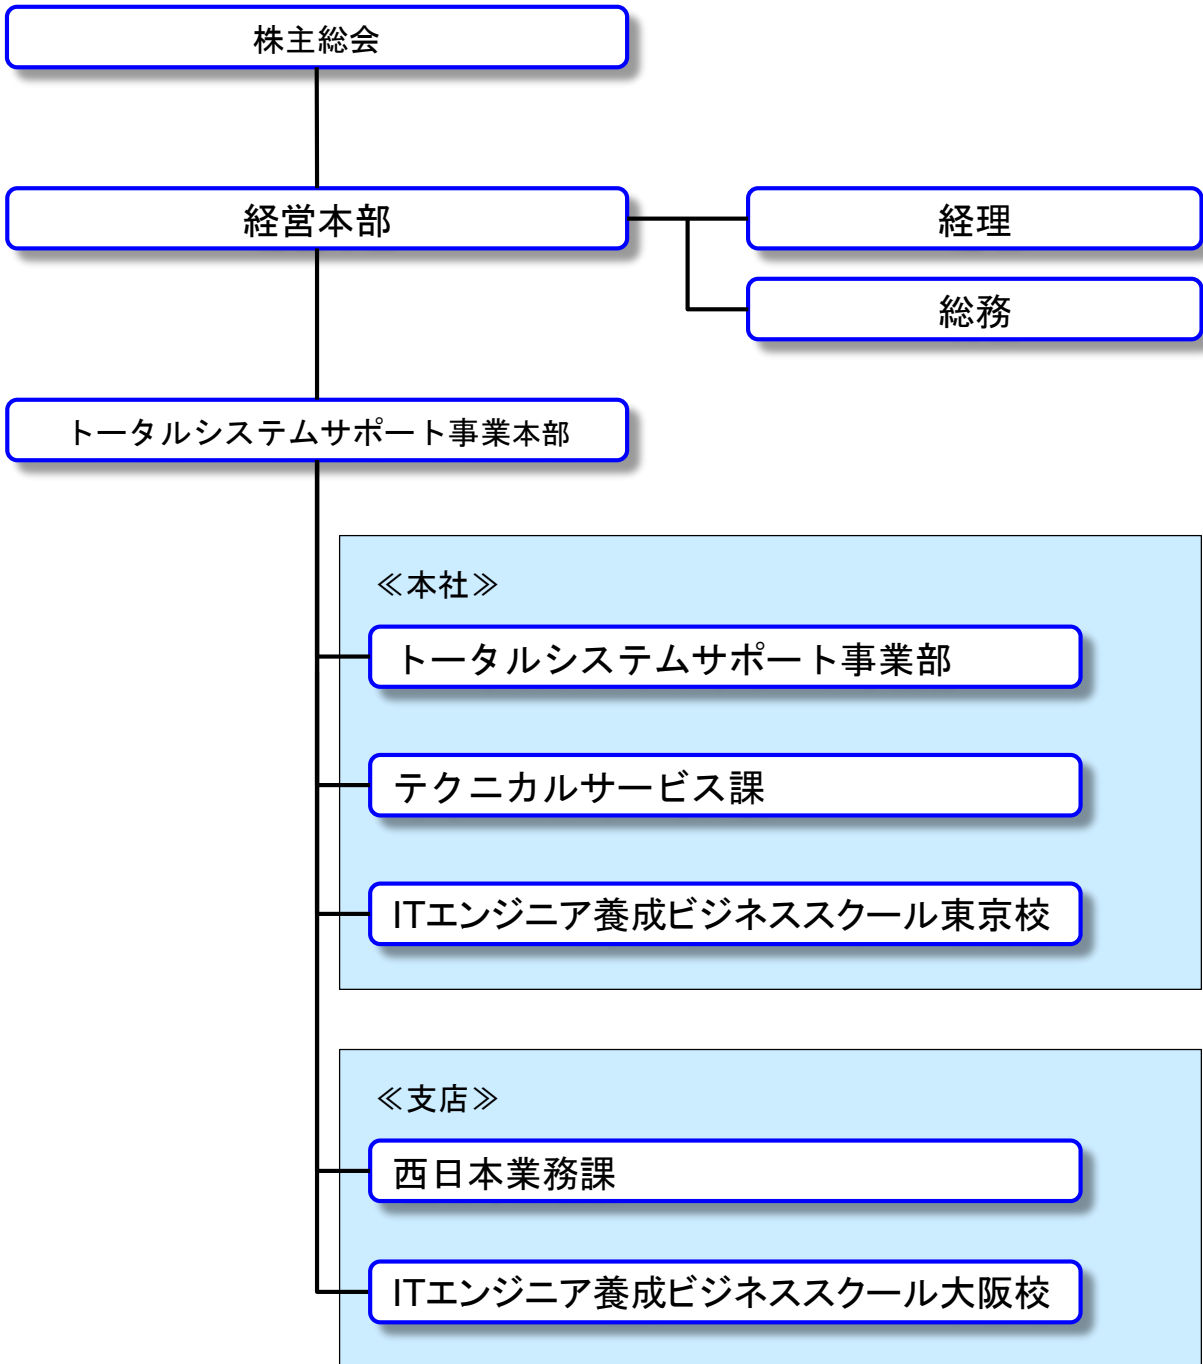 株主総会
経営本部
経理
総務
トータルシステムサポート事業本部
≪本社≫
トータルシステムサポート事業部
テクニカルサービス課
ITエンジニア養成ビジネススクール東京校
≪支店≫
西日本業務課
ITエンジニア養成ビジネススクール大阪校